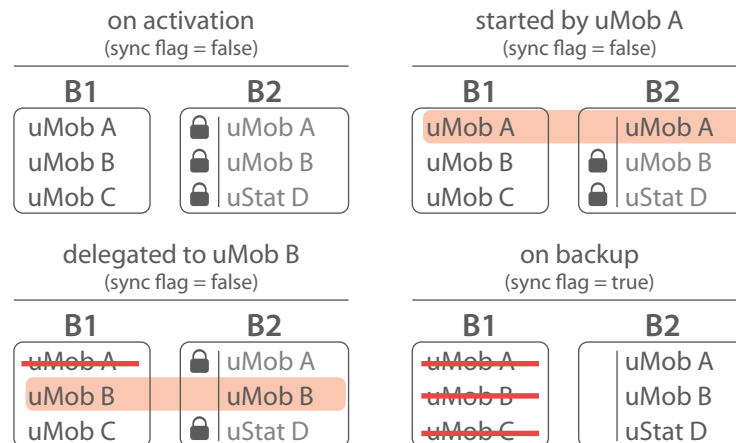 on activation
(sync flag = false)
B1 B2
uMob A uMob A
uMob B uMob B
uMob C uStat D
started by uMob A
(sync flag = false)
B1 B2
uMob A uMob A
uMob B uMob B
uMob C uStat D
delegated to uMob B
(sync flag = false)
B1 B2
uMob A uMob A
uMob B uMob B
uMob C uStat D
on backup
(sync flag = true)
B1 B2
uMob A uMob A
uMob B uMob B
uMob C uStat D